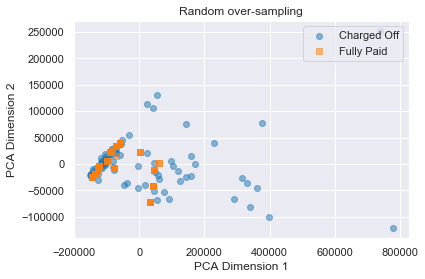 Random over-sampling
Charged Off
Fully Paid
PCA Dimension 2
250000
200000
150000
100000
50000
0
−50000
−100000
−200000 0 200000 400000 600000 800000
PCA Dimension 1